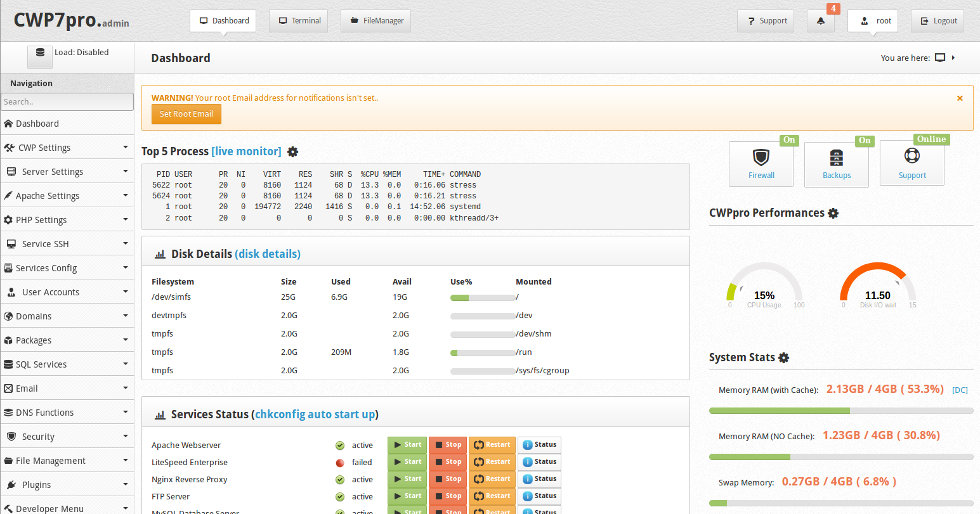 CWP7pro.admin
Dashboard
Terminal
FileManager
? Support
4
root
Logout
Load: Disabled
Dashboard
You are here:
Navigation
Search..
Dashboard
CWP Settings
Server Settings
Apache Settings
PHP Settings
Service SSH
Services Config
User Accounts
Domains
Packages
SQL Services
Email
DNS Functions
Security
File Management
Plugins
Developer Menu
WARNING! Your root Email address for notifications isn't set..
×
Set Root Email
Top 5 Process [live monitor]
PID USER PR NI VIRT RES SHR S %CPU %MEM TIME+ COMMAND
5622 root 20 0 8160 1124 68 D 13.3 0.0 0:16.06 stress
5624 root 20 0 8160 1124 68 D 13.3 0.0 0:16.21 stress
1 root 20 0 194772 2240 1416 S 0.0 0.1 14:52.06 systemd
2 root 20 0 0 0 0 S 0.0 0.0 0:00.00 kthreadd/3+
Disk Details (disk details)
Filesystem Size Used Avail Use% Mounted
/dev/simfs 25G 6.9G 19G /
devtmpfs 2.0G 2.0G /dev
tmpfs 2.0G 2.0G /dev/shm
tmpfs 2.0G 209M 1.8G /run
tmpfs 2.0G 2.0G /sys/fs/cgroup
Services Status (chkconfig auto start up)
Apache Webserver active Start Stop Restart Status
LiteSpeed Enterprise failed Start Stop Restart Status
Nginx Reverse Proxy active Start Stop Restart Status
FTP Server active Start Stop Restart Status
MySQL Database Server active Start Stop Restart Status
On
Firewall
On
Backups
Online
Support
CWPpro Performances
15%
0 CPU Usage 100
11.50
0 Disk I/O wait 15
System Stats
Memory RAM (with Cache): 2.13GB / 4GB ( 53.3%) [DC]
Memory RAM (NO Cache): 1.23GB / 4GB ( 30.8%)
Swap Memory: 0.27GB / 4GB ( 6.8% )